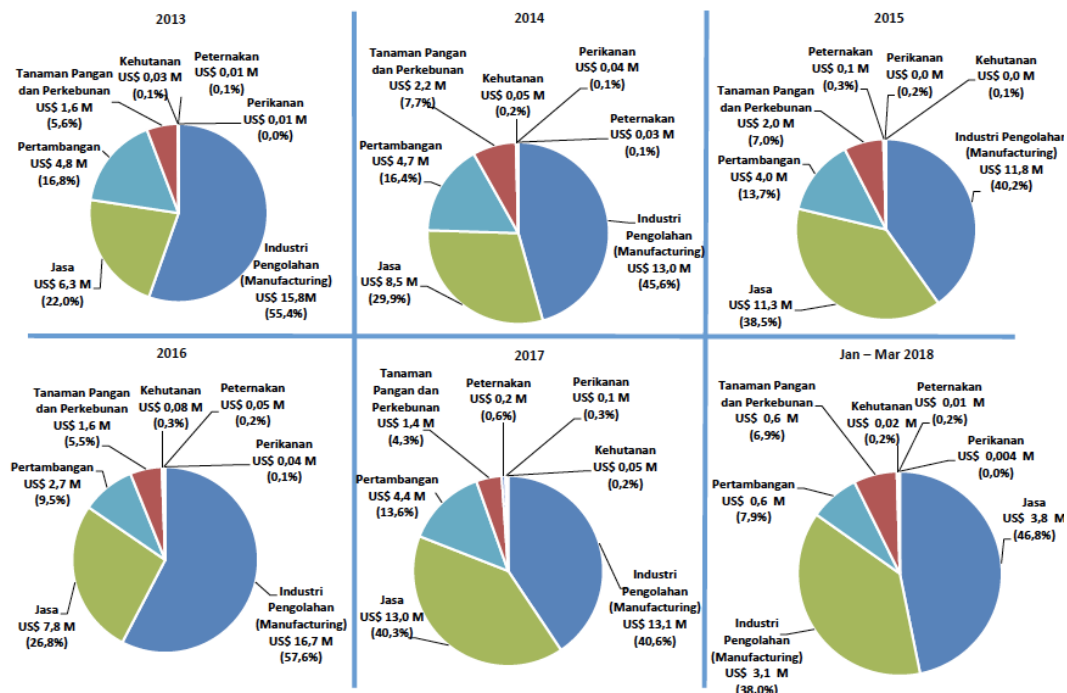 2013
Kehutanan
US$ 0,03 M
(0,1%)
Peternakan
US$ 0,01 M
(0,1%)
Tanaman Pangan
dan Perkebunan
US$ 1,6 M
(5,6%)
Perikanan
US$ 0,01 M
(0,0%)
Pertambangan
US$ 4,8 M
(16,8%)
Jasa
US$ 6,3 M
(22,0%)
Industri
Pengolahan
(Manufacturing)
US$ 15,8M
(55,4%)
2014
Tanaman Pangan
dan Perkebunan
US$ 2,2 M
(7,7%)
Kehutanan
US$ 0,05 M
(0,2%)
Perikanan
US$ 0,04 M
(0,1%)
Peternakan
US$ 0,03 M
(0,1%)
Pertambangan
US$ 4,7 M
(16,4%)
Jasa
US$ 8,5 M
(29,9%)
Industri
Pengolahan
(Manufacturing)
US$ 13,0 M
(45,6%)
2015
Peternakan
US$ 0,1 M
(0,3%)
Perikanan
US$ 0,0 M
(0,2%)
Kehutanan
US$ 0,0 M
(0,1%)
Tanaman Pangan
dan Perkebunan
US$ 2,0 M
(7,0%)
Pertambangan
US$ 4,0 M
(13,7%)
Industri Pengolahan
(Manufacturing)
US$ 11,8 M
(40,2%)
Jasa
US$ 11,3 M
(38,5%)
2016
Tanaman Pangan
dan Perkebunan
US$ 1,6 M
(5,5%)
Kehutanan
US$ 0,08 M
(0,3%)
Peternakan
US$ 0,05 M
(0,2%)
Perikanan
US$ 0,04 M
(0,1%)
Pertambangan
US$ 2,7 M
(9,5%)
Jasa
US$ 7,8 M
(26,8%)
Industri
Pengolahan
(Manufacturing)
US$ 16,7 M
(57,6%)
2017
Tanaman
Pangan dan
Perkebunan
US$ 1,4 M
(4,3%)
Peternakan
US$ 0,2 M
(0,6%)
Perikanan
US$ 0,1 M
(0,3%)
Kehutanan
US$ 0,05 M
(0,2%)
Pertambangan
US$ 4,4 M
(13,6%)
Jasa
US$ 13,0 M
(40,3%)
Industri
Pengolahan
(Manufacturing)
US$ 13,1 M
(40,6%)
Jan – Mar 2018
Tanaman Pangan
dan Perkebunan
US$ 0,6 M
(6,9%)
Kehutanan
US$ 0,02 M
(0,2%)
Peternakan
US$ 0,01 M
(0,2%)
Perikanan
US$ 0,004 M
(0,0%)
Pertambangan
US$ 0,6 M
(7,9%)
Jasa
US$ 3,8 M
(46,8%)
Industri
Pengolahan
(Manufacturing)
US$ 3,1 M
(38,0%)